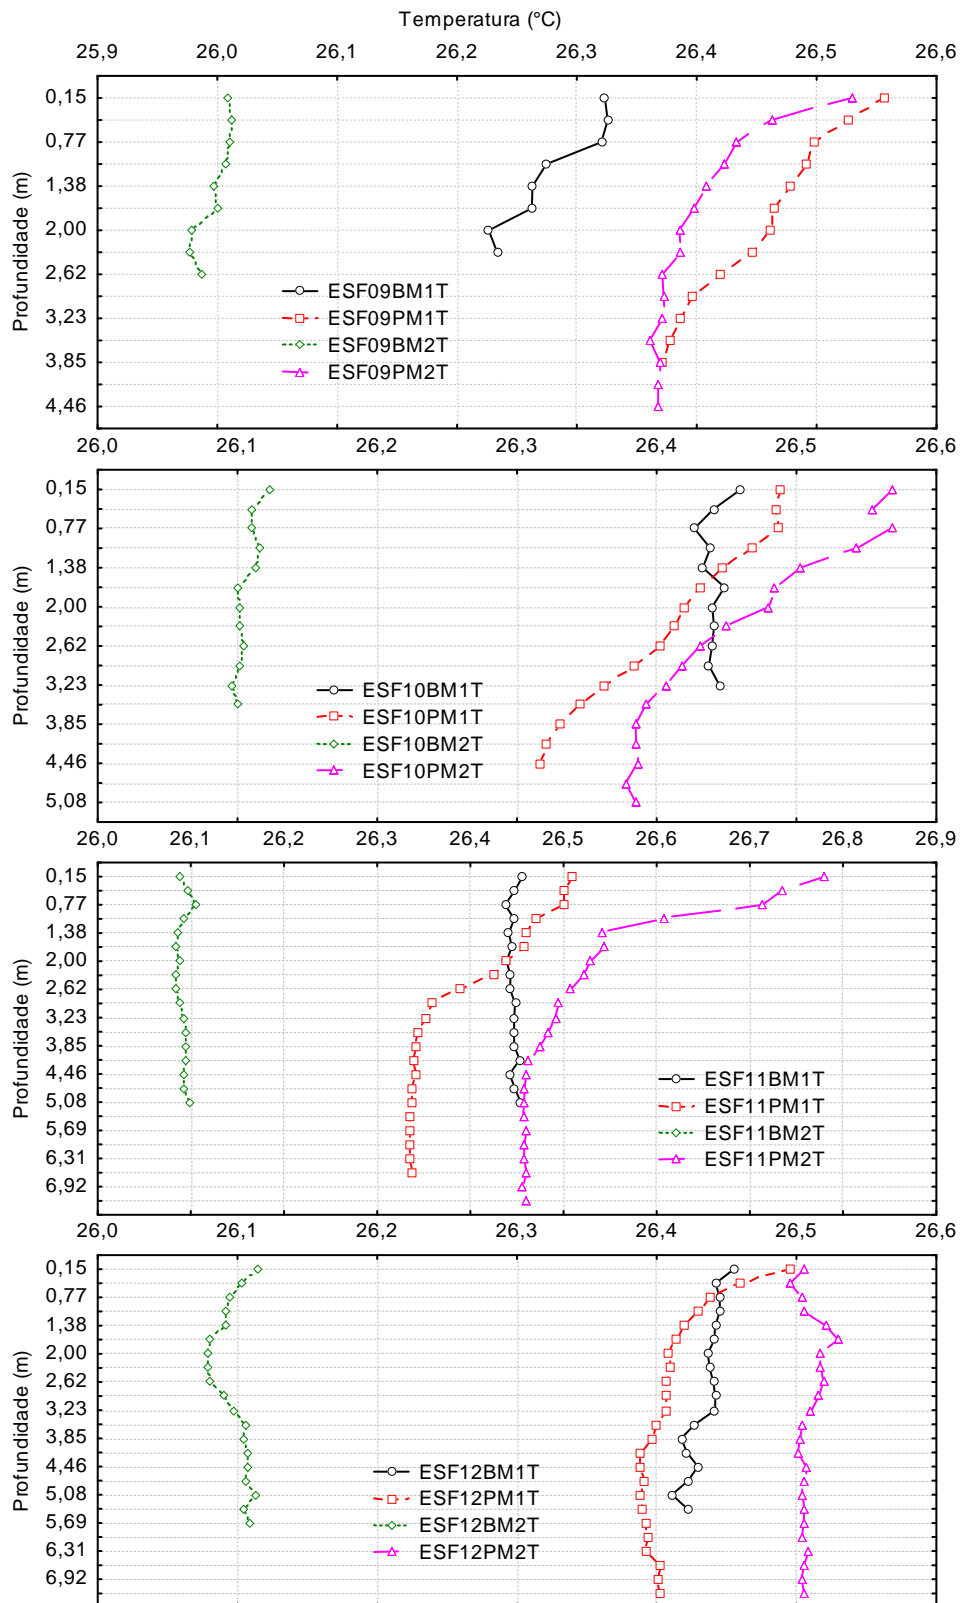 Temperatura (°C)
25,9 26,0 26,1 26,2 26,3 26,4 26,5 26,6
Profundidade (m)
0,15
0,77
1,38
2,00
2,62
3,23
3,85
4,46
ESF09BM1T
ESF09PM1T
ESF09BM2T
ESF09PM2T
26,0 26,1 26,2 26,3 26,4 26,5 26,6
Profundidade (m)
0,15
0,77
1,38
2,00
2,62
3,23
3,85
4,46
5,08
ESF10BM1T
ESF10PM1T
ESF10BM2T
ESF10PM2T
26,0 26,1 26,2 26,3 26,4 26,5 26,6 26,7 26,8 26,9
Profundidade (m)
0,15
0,77
1,38
2,00
2,62
3,23
3,85
4,46
5,08
5,69
6,31
6,92
ESF11BM1T
ESF11PM1T
ESF11BM2T
ESF11PM2T
26,0 26,1 26,2 26,3 26,4 26,5 26,6
Profundidade (m)
0,15
0,77
1,38
2,00
2,62
3,23
3,85
4,46
5,08
5,69
6,31
6,92
ESF12BM1T
ESF12PM1T
ESF12BM2T
ESF12PM2T